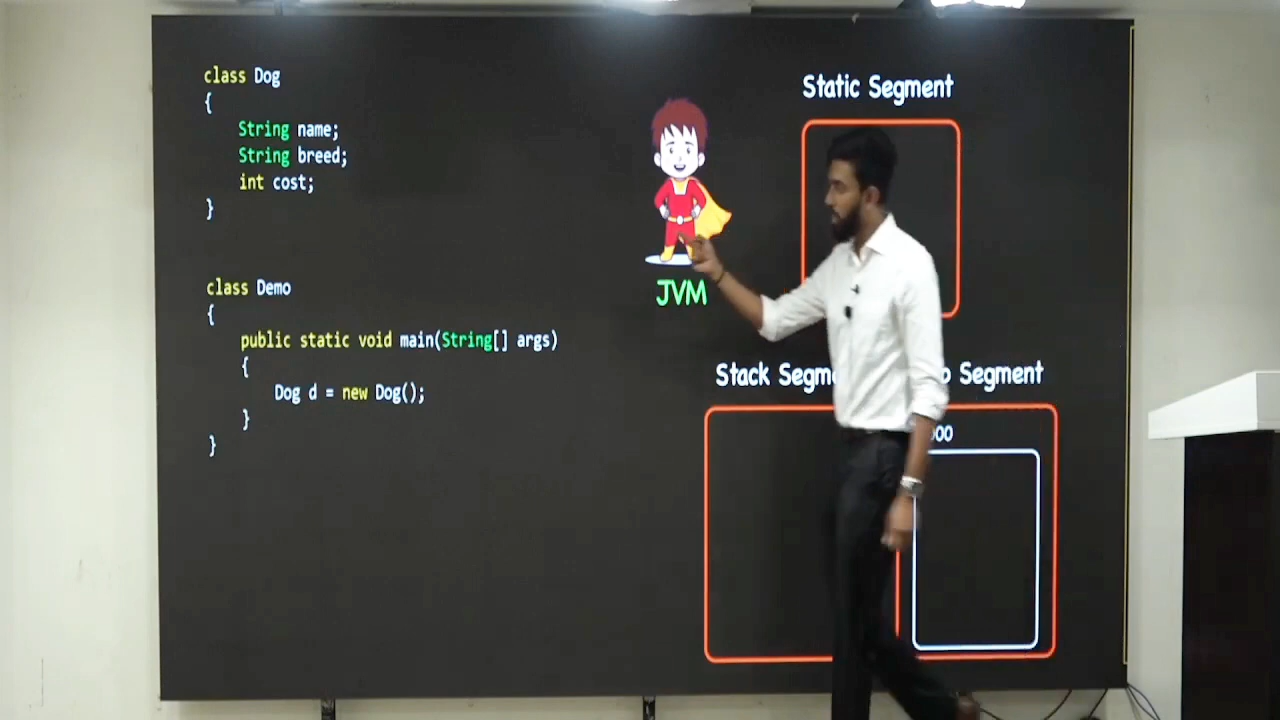 class Dog
{
String name;
String breed;
int cost;
}
class Demo
{
public static void main(String[] args)
{
Dog d = new Dog();
}
}
JVM
Static Segment
Stack
Segment